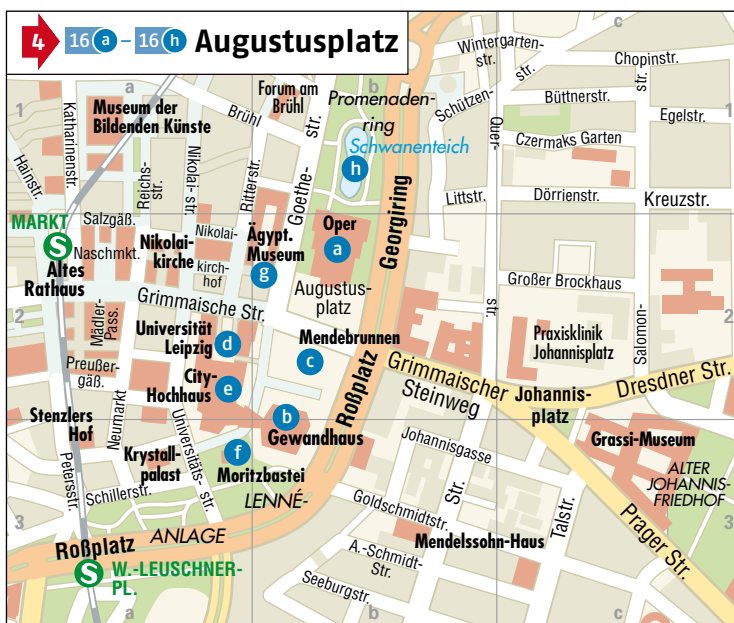 4 16 a – 16 h Augustusplatz
a
c
Wintergarten-
str.
Chopinstr.
Forum am
Brühl
b
1
Museum der
Bildenden Künste
Promenaden-
ring
Schützen-
str.
Büttnerstr.
str.
1
Katharinenstr.
Brühl
Schwanenteich
Quer-
Egelstr.
Czermaks Garten
Hainstr.
Reichs-
str.
Nikolai-
str.
Ritterstr.
Goethe-
str.
h
Georgiring
Littstr.
Dörrienstr.
Kreuzstr.
MARKT
S
Salzgäß.
Naschmkt.
Nikolai-
kirche
Nikolai-
kirch-
hof
Ägypt.
Museum
g
Oper
a
Altes
Rathaus
Augustus-
platz
Großer Brockhaus
Grimmaische Str.
2
Mädler-
Pass.
Universität
Leipzig
d
Mendebrunnen
c
str.
Praxisklinik
Johannisplatz
Salomon-
2
Preußer-
gäß.
City-
Hochhaus
e
Roßplatz
Grimmaischer
Steinweg
Johannis-
platz
Dresdner Str.
Stenzlers
Hof
Neumarkt
Universitäts-
str.
b
Gewandhaus
Johannisgasse
Grassi-Museum
Petersstr.
Krystall-
palast
f
Moritzbastei
ALTER
JOHANNIS-
FRIEDHOF
Schillerstr.
LENNÉ-
ANLAGE
Goldschmidtstr.
Str.
Talstr.
3
Roßplatz
Mendelssohn-Haus
Prager Str.
3
S
W.-LEUSCHNER-
PL.
A.-Schmidt-
Str.
Seeburgstr.
a
b
c